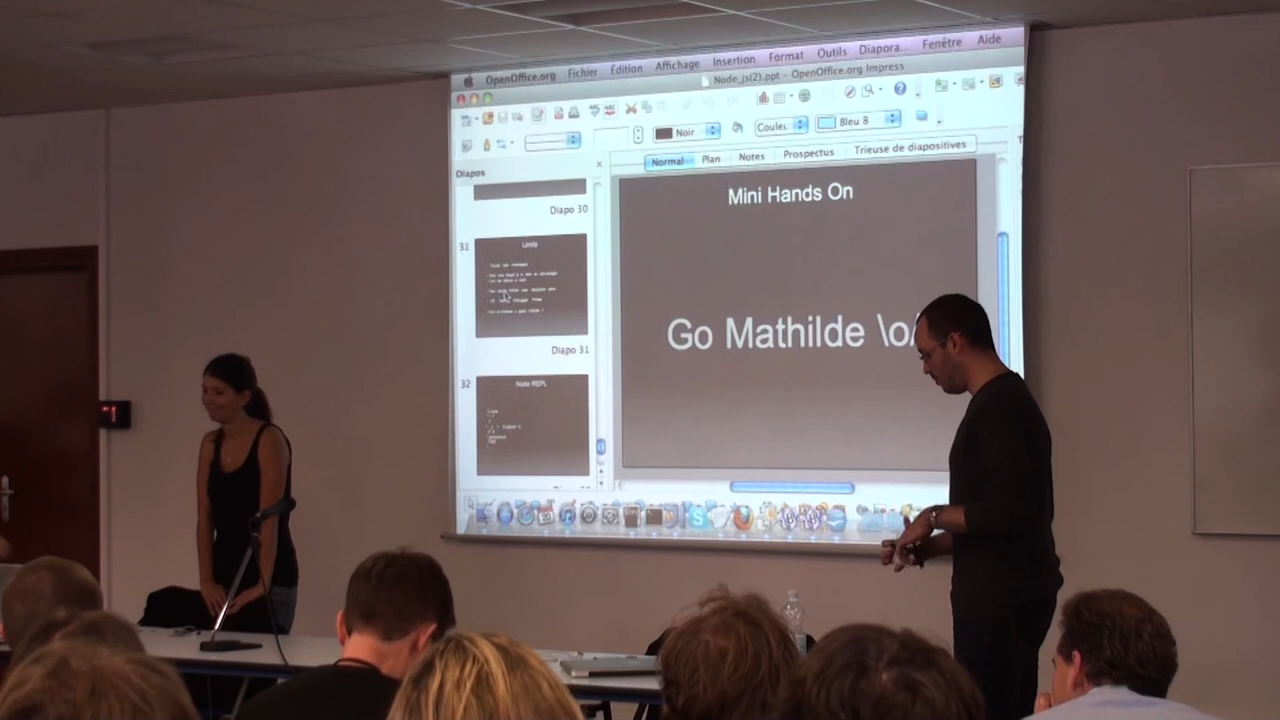 OpenOffice.org Fichier Édition Affichage Insertion Format Outils Diapora... Fenêtre Aide
Node_js(2).ppt - OpenOffice.org Impress
Noir Couleu Bleu 8
Diapos
Normal Plan Notes Prospectus Trieuse de diapositives
Diapo 30
31
Limits
Diapo 31
32
Node REPL
Mini Hands On
Go Mathilde \o/